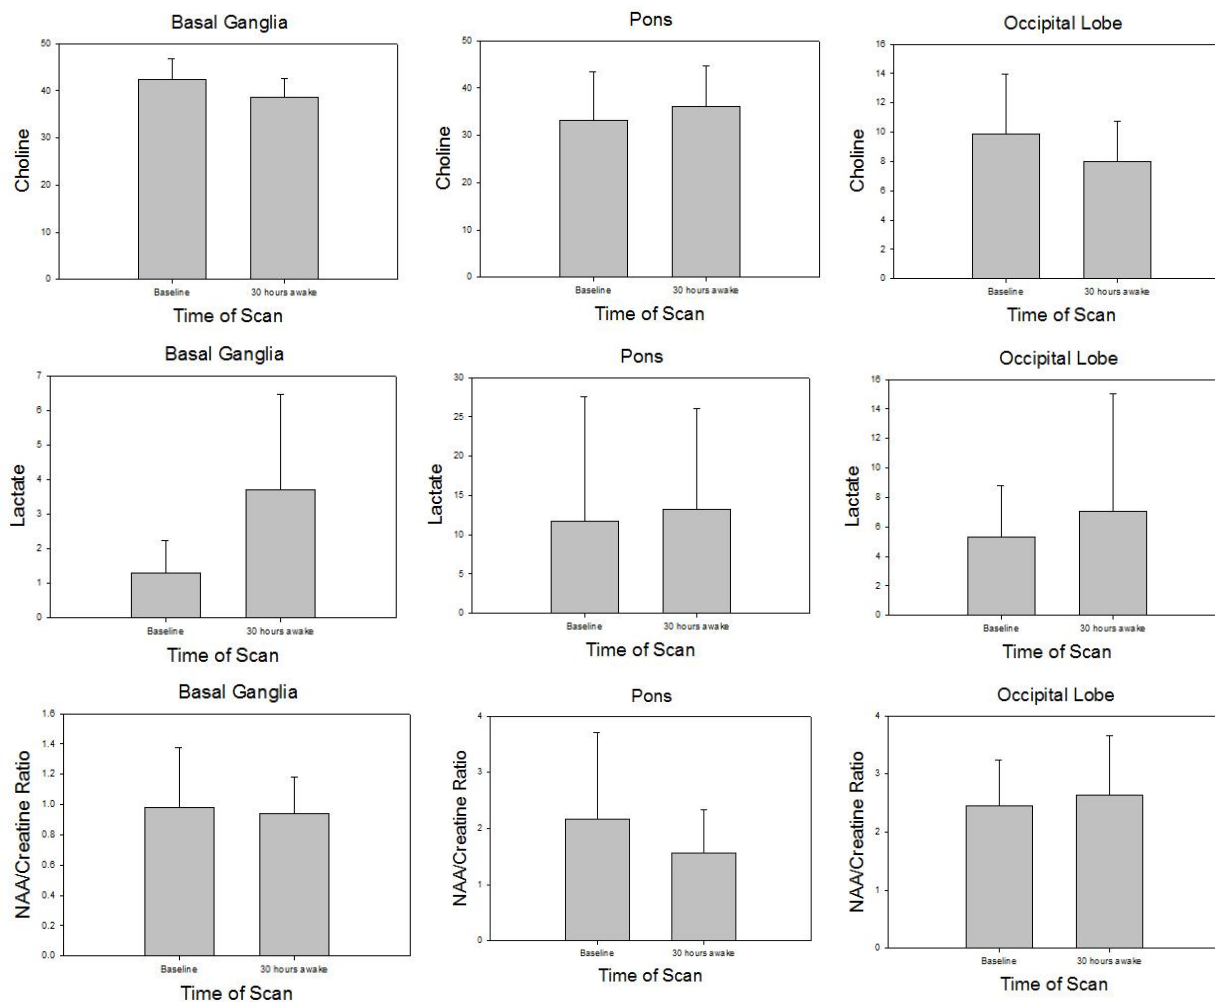 Basal Ganglia
50
40
30
20
10
0
Choline
Baseline 30 hours awake
Time of Scan
Pons
50
40
30
20
10
0
Choline
Baseline 30 hours awake
Time of Scan
Occipital Lobe
16
14
12
10
8
6
4
2
0
Choline
Baseline 30 hours awake
Time of Scan
Basal Ganglia
7
6
5
4
3
2
1
0
Lactate
Baseline 30 hours awake
Time of Scan
Pons
30
25
20
15
10
5
0
Lactate
Baseline 30 hours awake
Time of Scan
Occipital Lobe
16
14
12
10
8
6
4
2
0
Lactate
Baseline 30 hours awake
Time of Scan
Basal Ganglia
1.6
1.4
1.2
1.0
0.8
0.6
0.4
0.2
0.0
NAA/Creatine Ratio
Baseline 30 hours awake
Time of Scan
Pons
4
3
2
1
0
NAA/Creatine Ratio
Baseline 30 hours awake
Time of Scan
Occipital Lobe
4
3
2
1
0
NAA/Creatine Ratio
Baseline 30 hours awake
Time of Scan